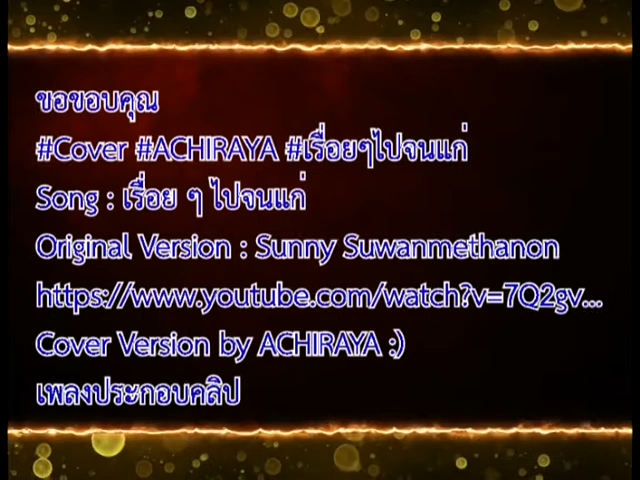 ขอขอบคุณ
#Cover #ACHIRAYA #เรื่อยๆไปจนแก่
Song : เรื่อย ๆ ไปจนแก่
Original Version : Sunny Suwanmethanon
https://www.youtube.com/watch?v=7Q2gv...
Cover Version by ACHIRAYA :)
เพลงประกอบคลิป